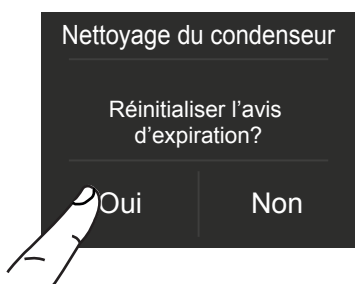 Nettoyage du condenseur
Réinitialiser l’avis
d’expiration?
Oui
Non